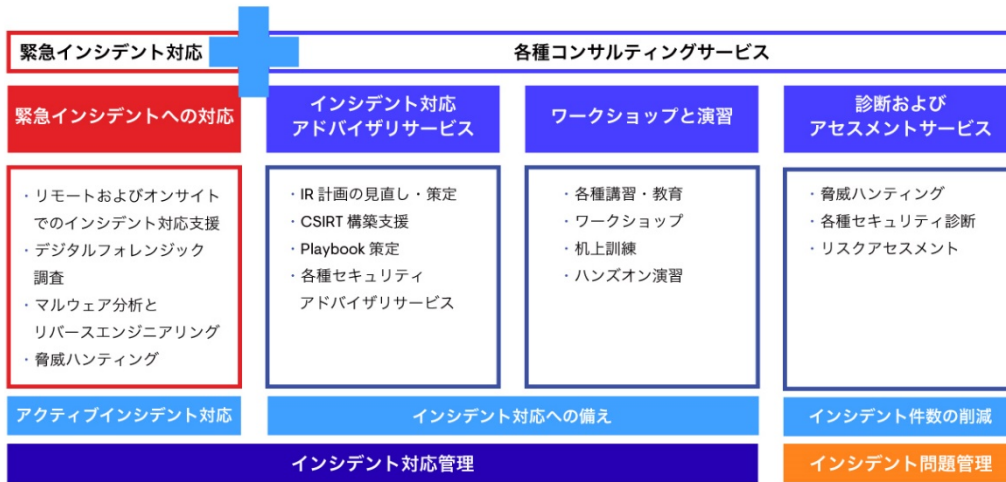 緊急インシデント対応
各種コンサルティングサービス
緊急インシデントへの対応
インシデント対応
アドバイザリサービス
ワークショップと演習
診断および
アセスメントサービス
・リモートおよびオンサイト
でのインシデント対応支援
・デジタルフォレンジック
調査
・マルウェア分析と
リバースエンジニアリング
・脅威ハンティング
・IR 計画の見直し・策定
・CSIRT 構築支援
・Playbook 策定
・各種セキュリティ
アドバイザリサービス
・各種講習・教育
・ワークショップ
・机上訓練
・ハンズオン演習
・脅威ハンティング
・各種セキュリティ診断
・リスクアセスメント
アクティブインシデント対応
インシデント対応への備え
インシデント件数の削減
インシデント対応管理
インシデント問題管理